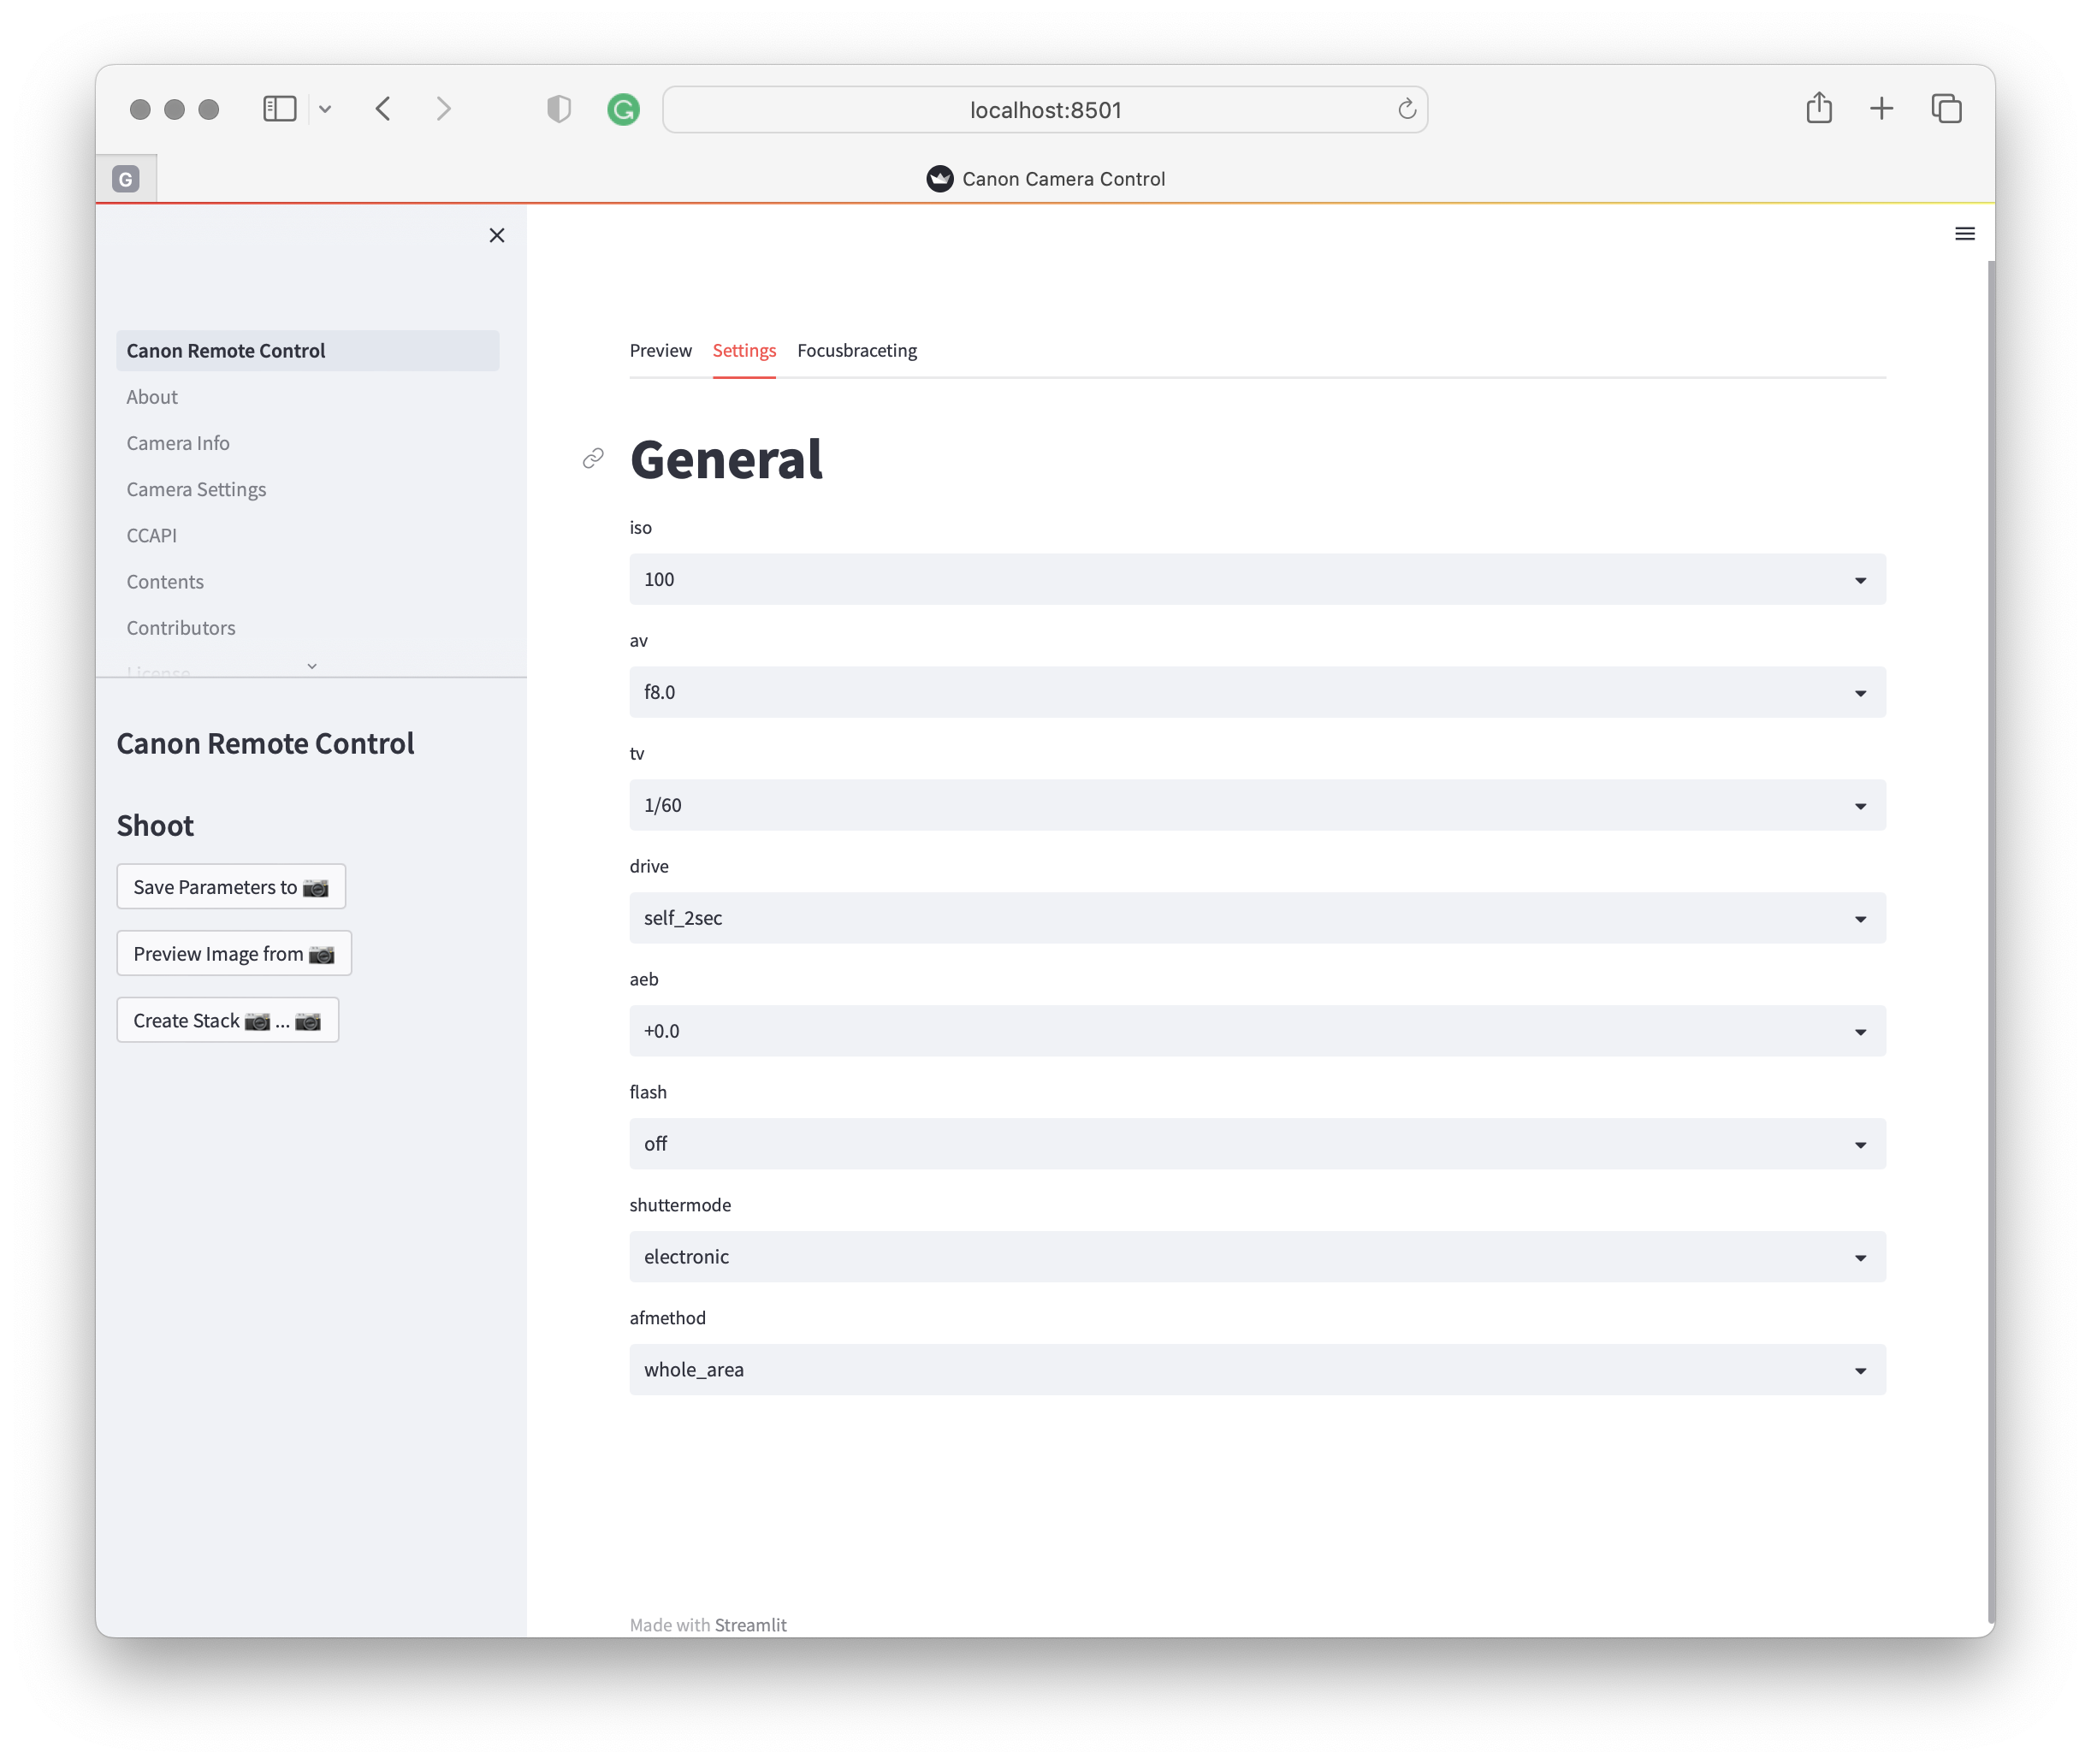 localhost:8501
G
Canon Camera Control
Canon Remote Control
About
Camera Info
Camera Settings
CCAPI
Contents
Contributors
License
Canon Remote Control
Shoot
Save Parameters to 📷
Preview Image from 📷
Create Stack 📷 ... 📷
Preview Settings Focusbraceting
General
iso
100
av
f8.0
tv
1/60
drive
self_2sec
aeb
+0.0
flash
off
shuttermode
electronic
afmethod
whole_area
Made with Streamlit